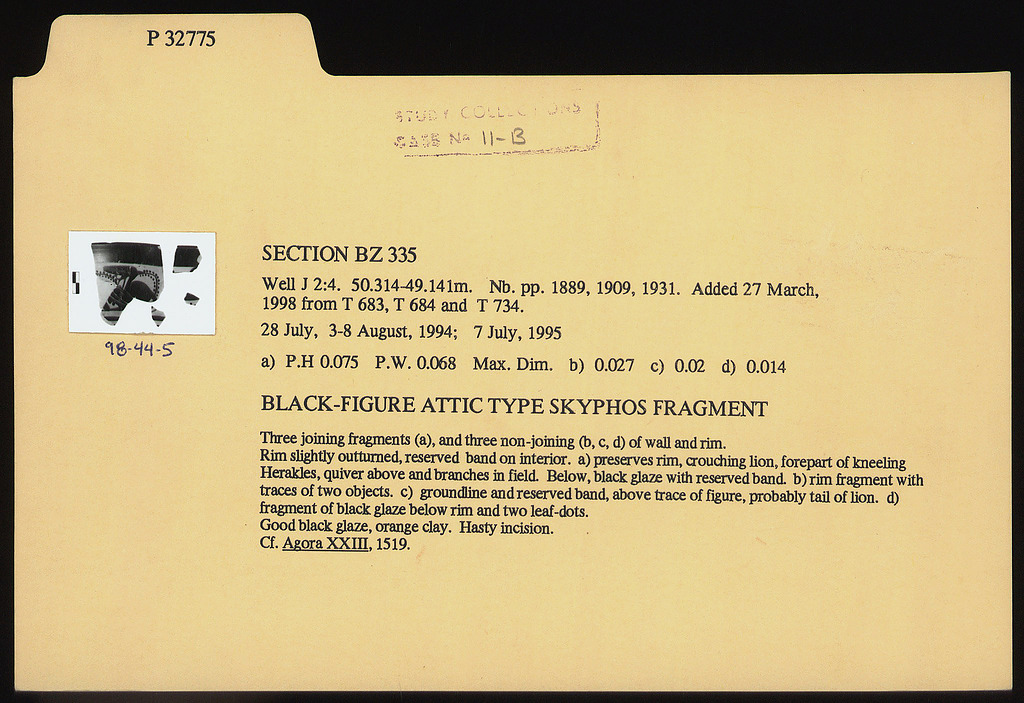 P 32775
STUDY COLLECTIONS
CASE No 11-B
SECTION BZ 335
Well J 2:4. 50.314-49.141m. Nb. pp. 1889, 1909, 1931. Added 27 March,
1998 from T 683, T 684 and T 734.
28 July, 3-8 August, 1994; 7 July, 1995
98-44-5
a) P.H 0.075 P.W. 0.068 Max. Dim. b) 0.027 c) 0.02 d) 0.014
BLACK-FIGURE ATTIC TYPE SKYPHOS FRAGMENT
Three joining fragments (a), and three non-joining (b, c, d) of wall and rim.
Rim slightly outturned, reserved band on interior. a) preserves rim, crouching lion, forepart of kneeling
Herakles, quiver above and branches in field. Below, black glaze with reserved band. b) rim fragment with
traces of two objects. c) groundline and reserved band, above trace of figure, probably tail of lion. d)
fragment of black glaze below rim and two leaf-dots.
Good black glaze, orange clay. Hasty incision.
Cf. Agora XXIII, 1519.